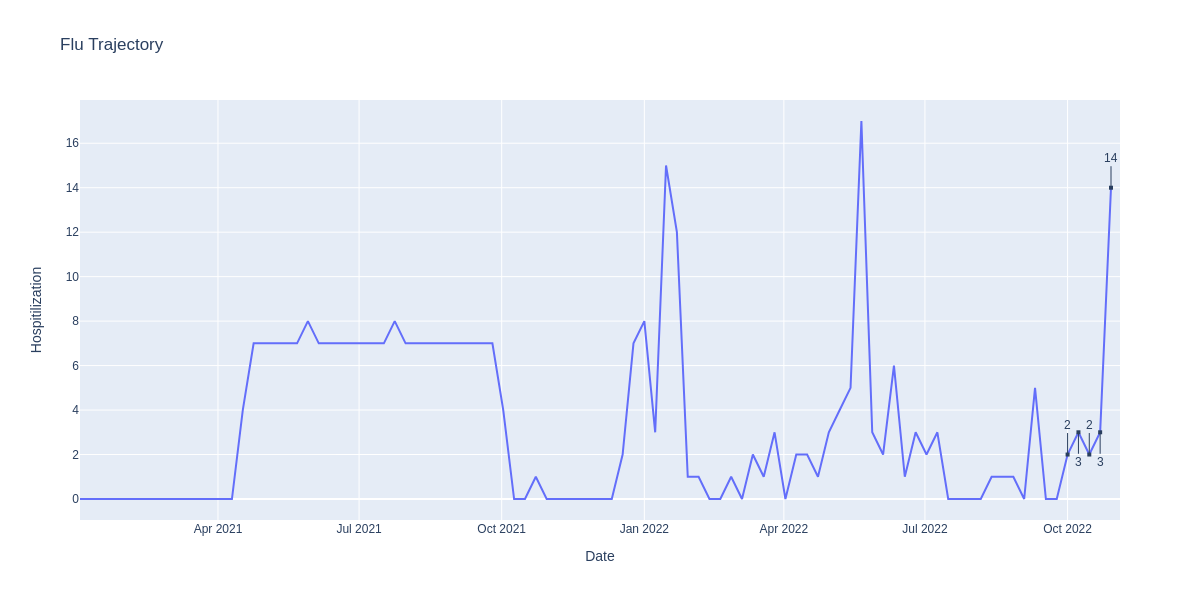 Flu Trajectory
Hospitilization
16
14
12
10
8
6
4
2
0
14
2
2
3
3
Apr 2021
Jul 2021
Oct 2021
Jan 2022
Apr 2022
Jul 2022
Oct 2022
Date